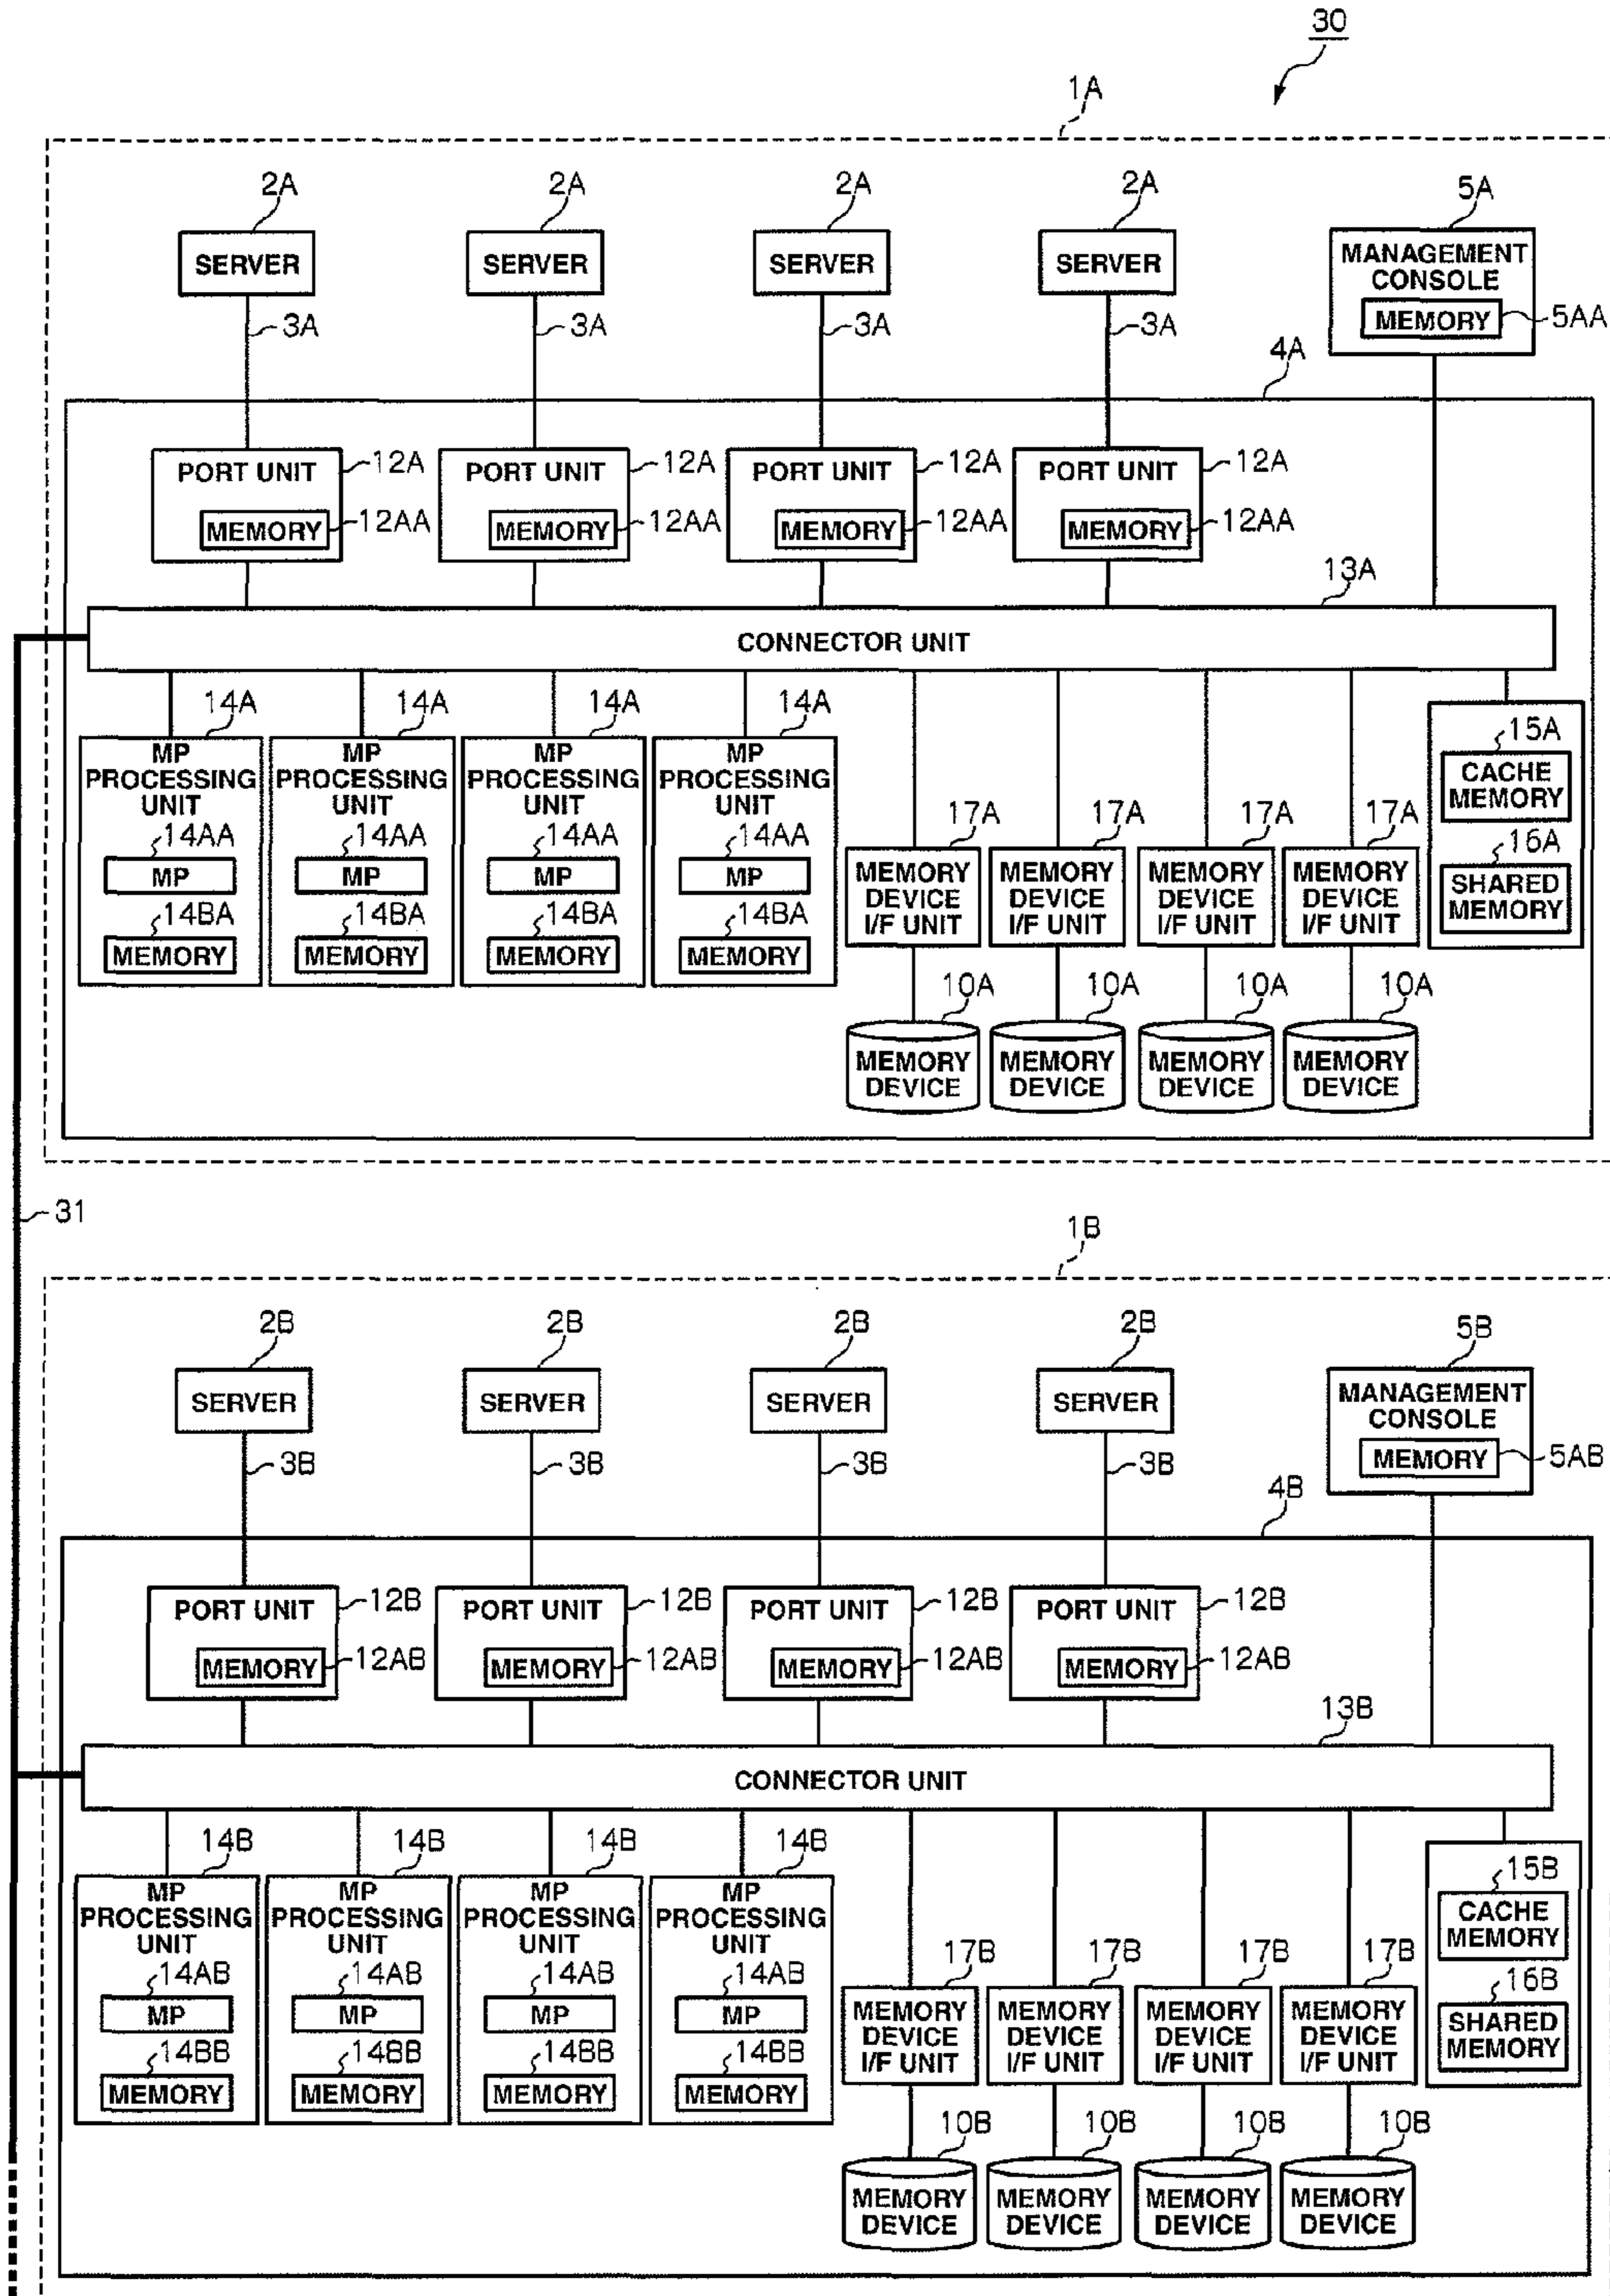 30
1A
2A 2A 2A 2A 5A
SERVER SERVER SERVER SERVER MANAGEMENT
CONSOLE
MEMORY 5AA
3A 3A 3A 3A
4A
PORT UNIT 12A PORT UNIT 12A PORT UNIT 12A PORT UNIT 12A
MEMORY 12AA MEMORY 12AA MEMORY 12AA MEMORY 12AA
13A
CONNECTOR UNIT
14A 14A 14A 14A
MP MP MP MP
PROCESSING PROCESSING PROCESSING PROCESSING
UNIT UNIT UNIT UNIT
15A
CACHE
MEMORY
14AA 14AA 14AA 14AA
MP MP MP MP
17A 17A 17A 17A
MEMORY MEMORY MEMORY MEMORY
DEVICE DEVICE DEVICE DEVICE
I/F UNIT I/F UNIT I/F UNIT I/F UNIT
16A
SHARED
MEMORY
14BA 14BA 14BA 14BA
MEMORY MEMORY MEMORY MEMORY
10A 10A 10A 10A
MEMORY MEMORY MEMORY MEMORY
DEVICE DEVICE DEVICE DEVICE
31
1B
2B 2B 2B 2B 5B
SERVER SERVER SERVER SERVER MANAGEMENT
CONSOLE
MEMORY 5AB
3B 3B 3B 3B
4B
PORT UNIT 12B PORT UNIT 12B PORT UNIT 12B PORT UNIT 12B
MEMORY 12AB MEMORY 12AB MEMORY 12AB MEMORY 12AB
13B
CONNECTOR UNIT
14B 14B 14B 14B
MP MP MP MP
PROCESSING PROCESSING PROCESSING PROCESSING
UNIT UNIT UNIT UNIT
15B
CACHE
MEMORY
14AB 14AB 14AB 14AB
MP MP MP MP
17B 17B 17B 17B
MEMORY MEMORY MEMORY MEMORY
DEVICE DEVICE DEVICE DEVICE
I/F UNIT I/F UNIT I/F UNIT I/F UNIT
16B
SHARED
MEMORY
14BB 14BB 14BB 14BB
MEMORY MEMORY MEMORY MEMORY
10B 10B 10B 10B
MEMORY MEMORY MEMORY MEMORY
DEVICE DEVICE DEVICE DEVICE